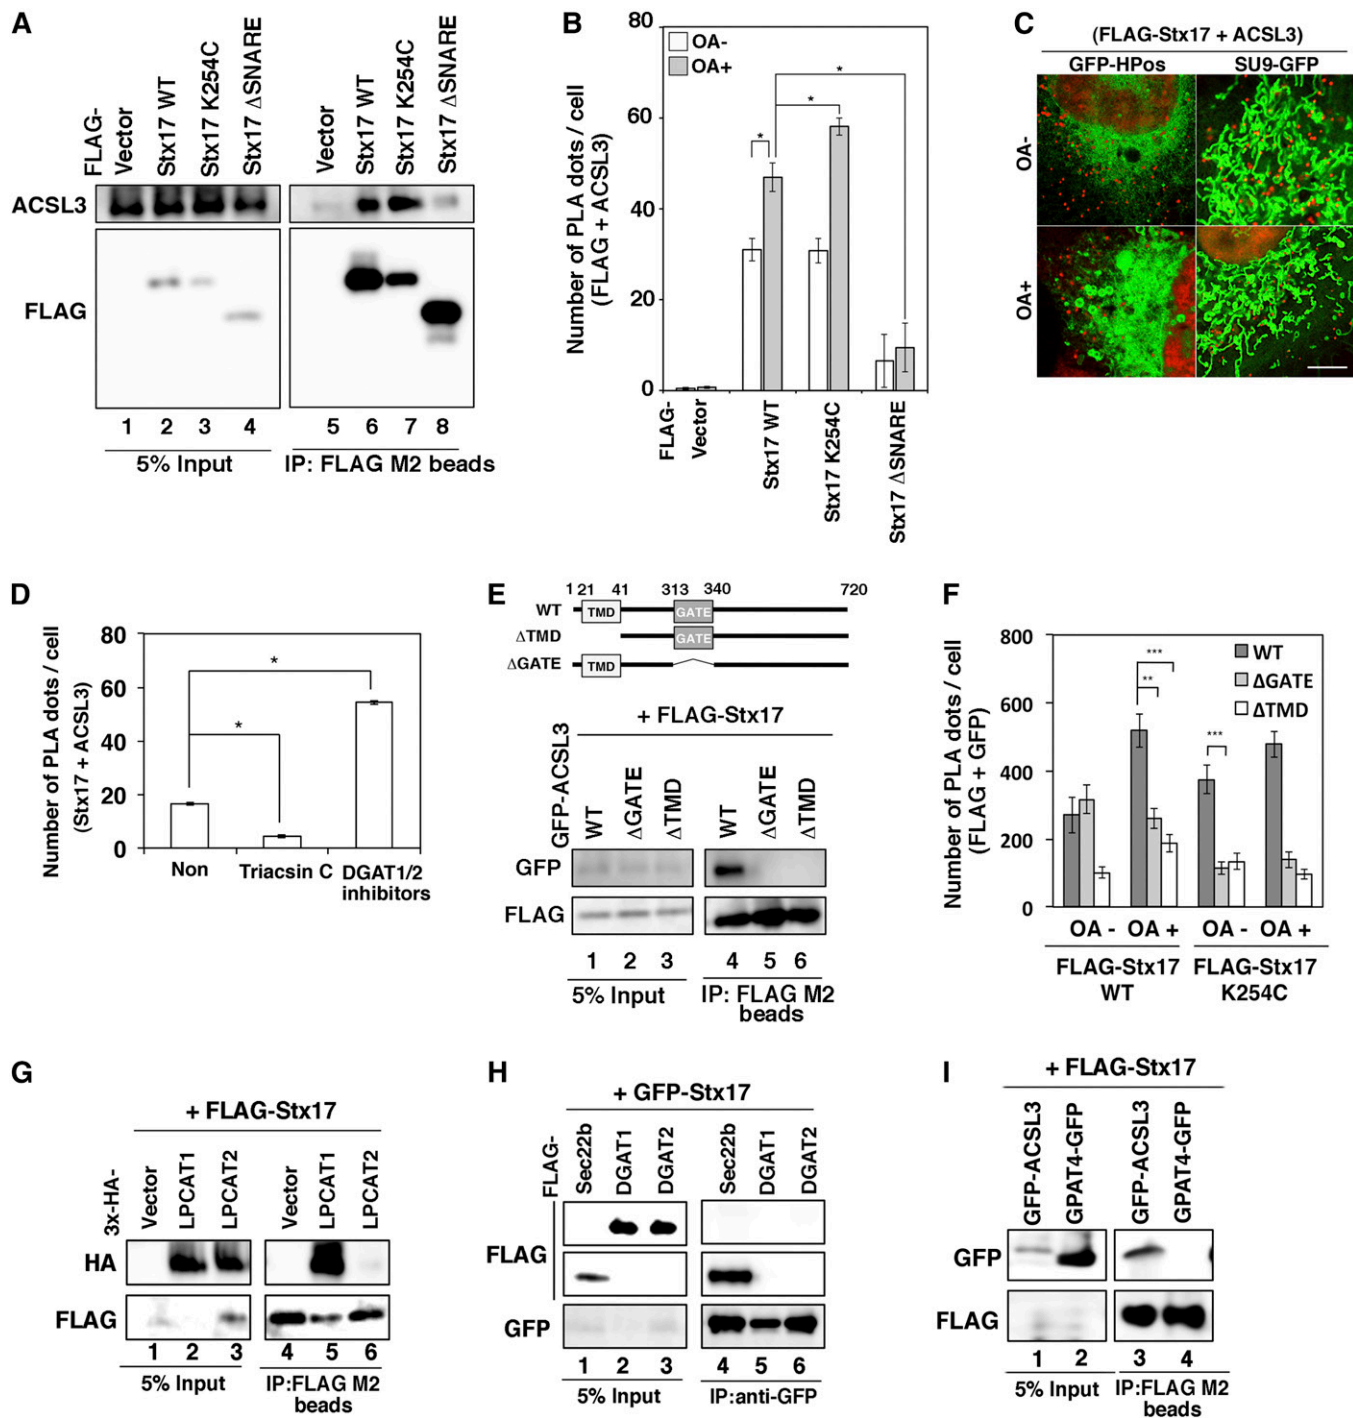 A
FLAG-
Vector
Stx17 WT
Stx17 K254C
Stx17 ΔSNARE
Vector
Stx17 WT
Stx17 K254C
Stx17 ΔSNARE
ACSL3
FLAG
1 2 3 4 5 6 7 8
5% Input
IP: FLAG M2 beads
B
Number of PLA dots / cell
(FLAG + ACSL3)
80
60
40
20
0
OA-
OA+
*
*
*
FLAG-
Vector
Stx17 WT
Stx17 K254C
Stx17 ΔSNARE
C
(FLAG-Stx17 + ACSL3)
GFP-HPos SU9-GFP
OA-
OA+
D
Number of PLA dots / cell
(Stx17 + ACSL3)
80
60
40
20
0
*
*
Non
Triacsin C
DGAT1/2
inhibitors
E
1 21 41 313 340 720
WT TMD GATE
ΔTMD GATE
ΔGATE TMD
+ FLAG-Stx17
GFP-ACSL3
WT
ΔGATE
ΔTMD
WT
ΔGATE
ΔTMD
GFP
FLAG
1 2 3 4 5 6
5% Input
IP: FLAG M2
beads
F
Number of PLA dots / cell
(FLAG + GFP)
800
600
400
200
0
WT
ΔGATE
ΔTMD
***
**
***
OA - OA + OA - OA +
FLAG-Stx17
WT
FLAG-Stx17
K254C
G
+ FLAG-Stx17
3x-HA-
Vector
LPCAT1
LPCAT2
Vector
LPCAT1
LPCAT2
HA
FLAG
1 2 3 4 5 6
5% Input
IP:FLAG M2
beads
H
+ GFP-Stx17
FLAG-
Sec22b
DGAT1
DGAT2
Sec22b
DGAT1
DGAT2
FLAG
GFP
1 2 3 4 5 6
5% Input
IP:anti-GFP
I
+ FLAG-Stx17
GFP-ACSL3
GPAT4-GFP
GFP-ACSL3
GPAT4-GFP
GFP
FLAG
1 2 3 4
5% Input
IP:FLAG M2
beads